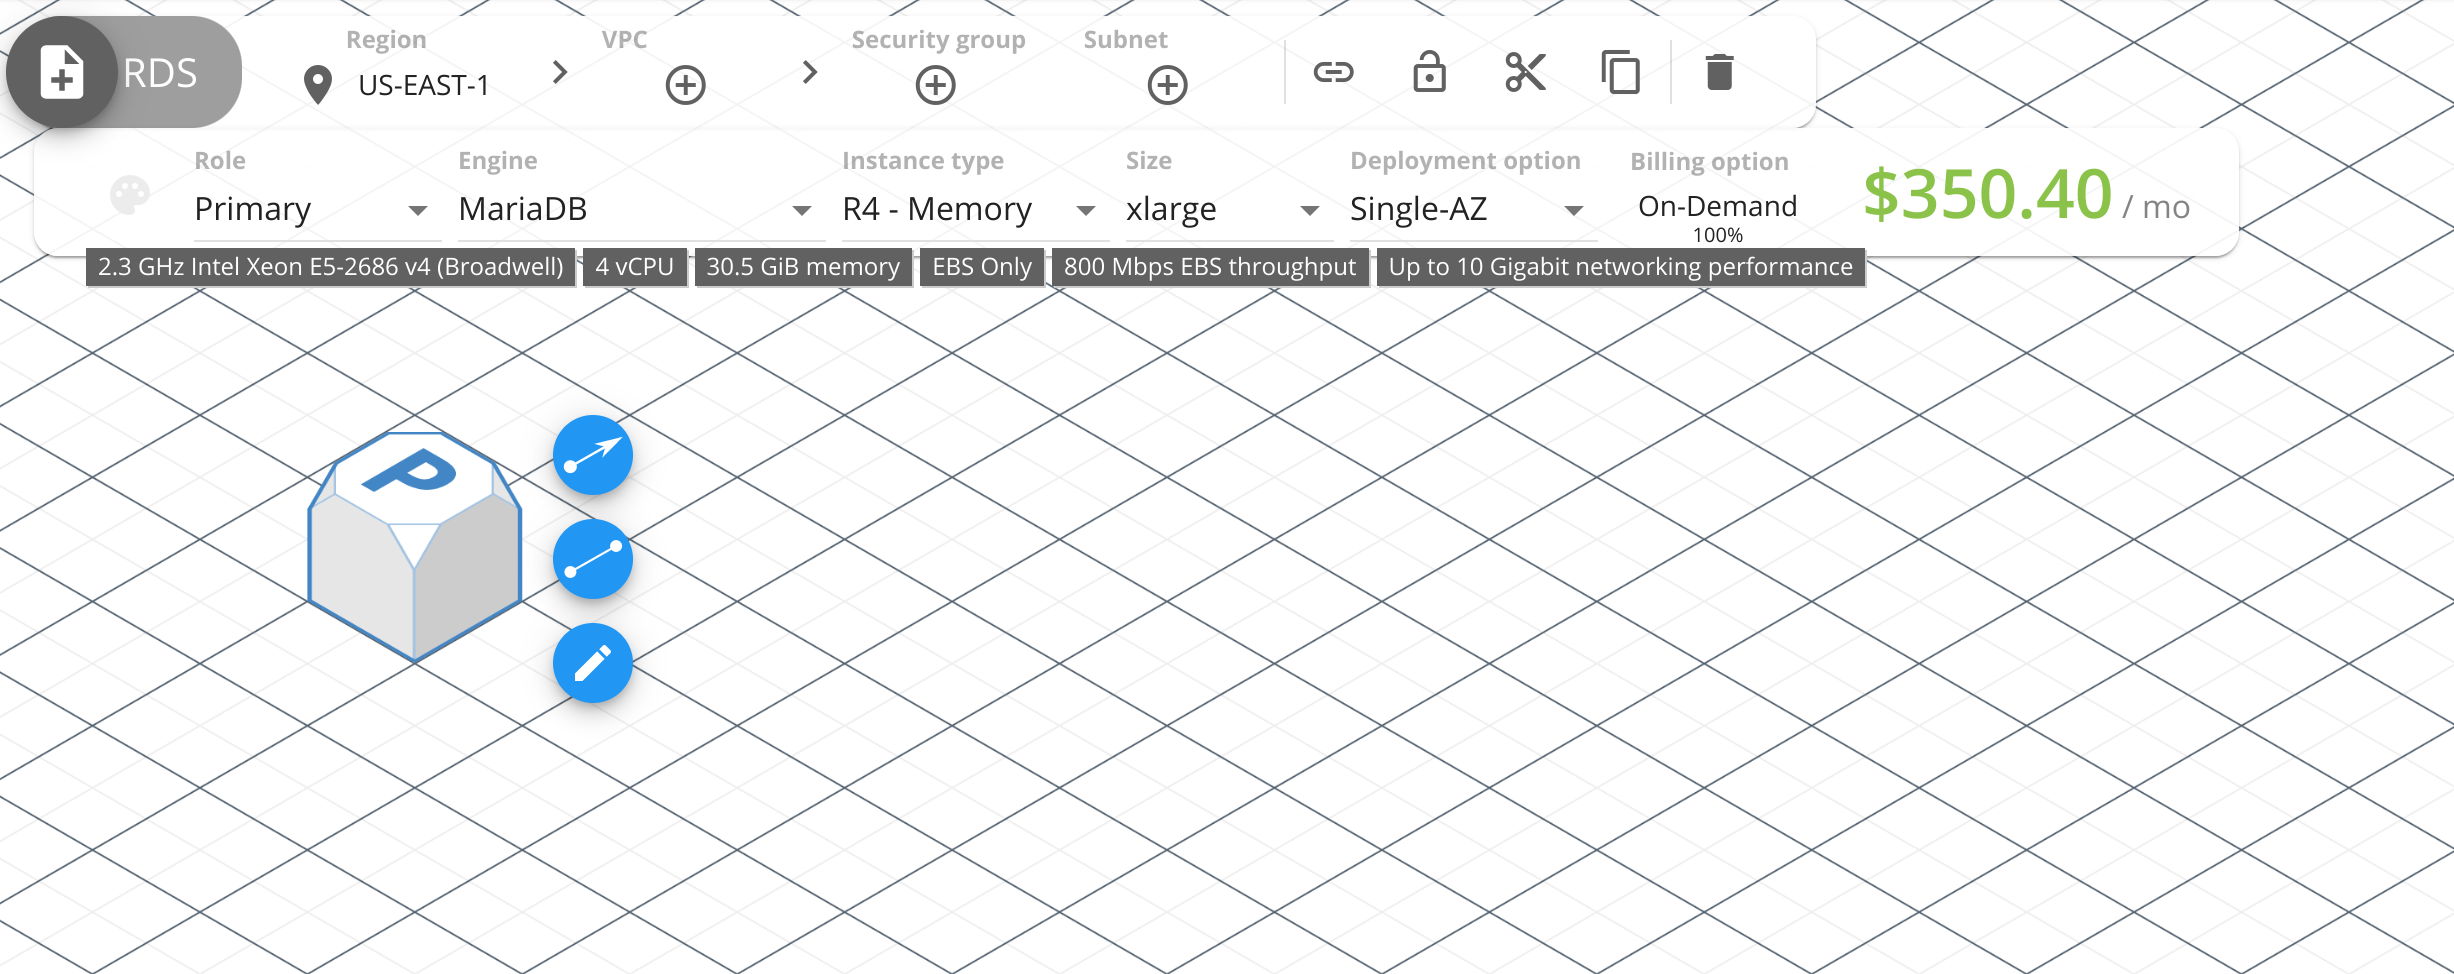 RDS
Region
US-EAST-1
VPC
Security group
Subnet
Role
Primary
Engine
MariaDB
Instance type
R4 - Memory
Size
xlarge
Deployment option
Single-AZ
Billing option
On-Demand
100%
$350.40 / mo
2.3 GHz Intel Xeon E5-2686 v4 (Broadwell)
4 vCPU
30.5 GiB memory
EBS Only
800 Mbps EBS throughput
Up to 10 Gigabit networking performance
P